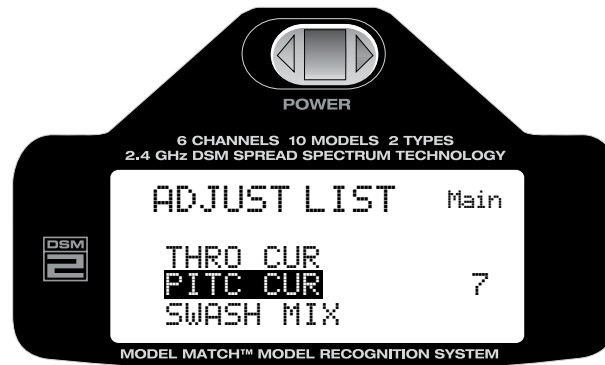 POWER
6 CHANNELS 10 MODELS 2 TYPES
2.4 GHz DSM SPREAD SPECTRUM TECHNOLOGY
ADJUST LIST Main
DSM
2
THRO CUR
PITC CUR 7
SWASH MIX
MODEL MATCH™ MODEL RECOGNITION SYSTEM